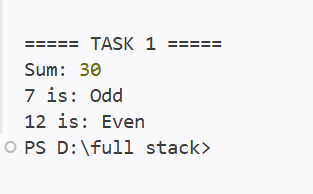 ===== TASK 1 =====
Sum: 30
7 is: Odd
12 is: Even
PS D:\full stack>